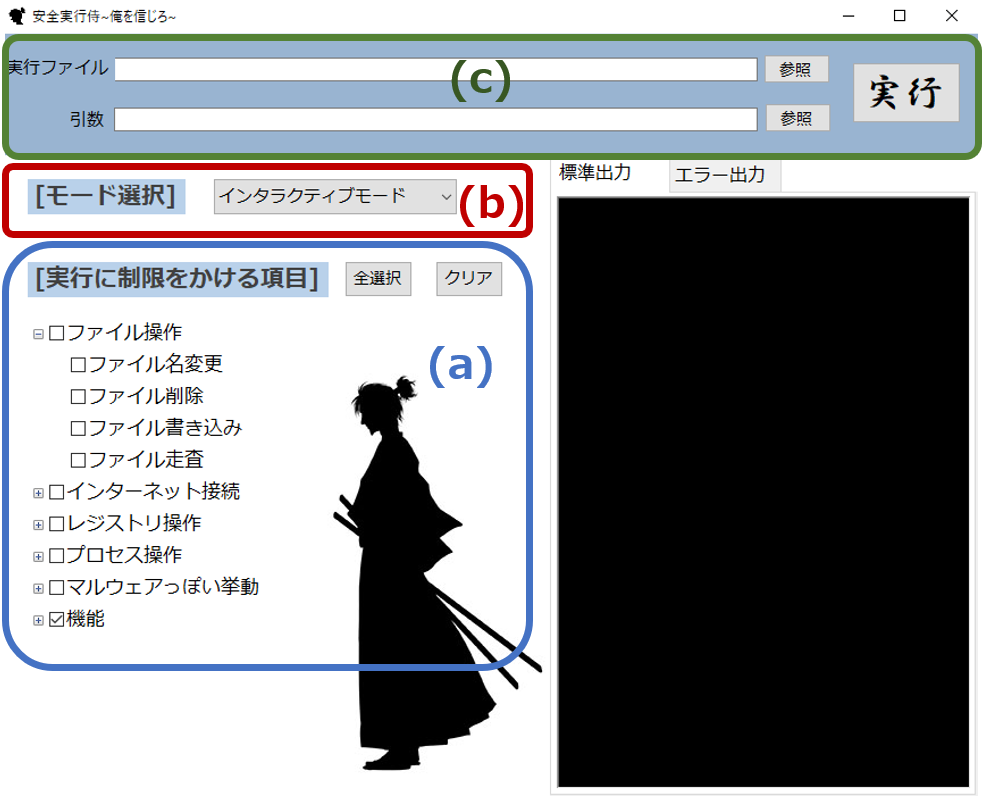 安全実行侍~俺を信じろ~
実行ファイル (c) 参照
実行
引数 参照
[モード選択] インタラクティブモード (b)
標準出力 エラー出力
[実行に制限をかける項目] 全選択 クリア
(a)
ファイル操作
ファイル名変更
ファイル削除
ファイル書き込み
ファイル走査
インターネット接続
レジストリ操作
プロセス操作
マルウェアっぽい挙動
機能